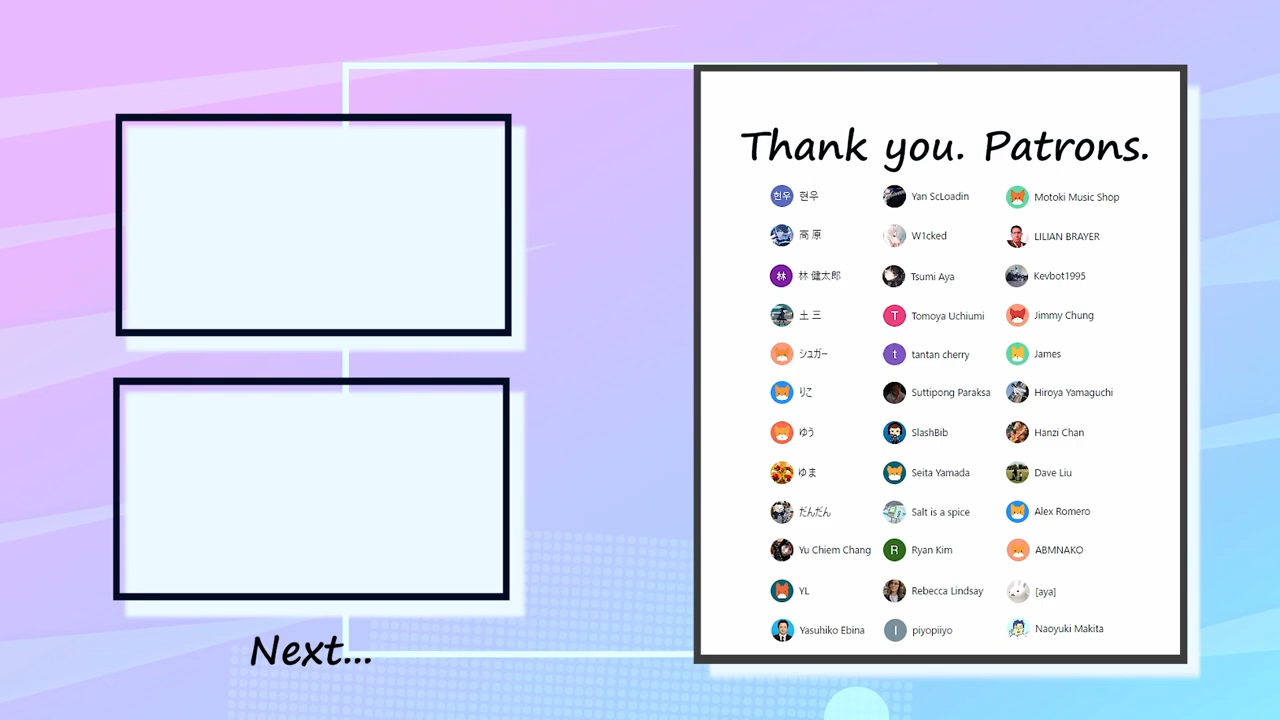 Thank you. Patrons.
현우 현우 Yan ScLoadin Motoki Music Shop
高 原 W1cked LILIAN BRAYER
林 林 健太郎 Tsumi Aya Kevbot1995
土 三 T Tomoya Uchiumi Jimmy Chung
シュガー t tantan cherry James
りこ Suttipong Paraksa Hiroya Yamaguchi
ゆう SlashBib Hanzi Chan
ゆま Seita Yamada Dave Liu
だんだん Salt is a spice Alex Romero
Yu Chiem Chang R Ryan Kim ABMNAKO
YL Rebecca Lindsay [aya]
Yasuhiko Ebina I piyopiiyo Naoyuki Makita
Next...